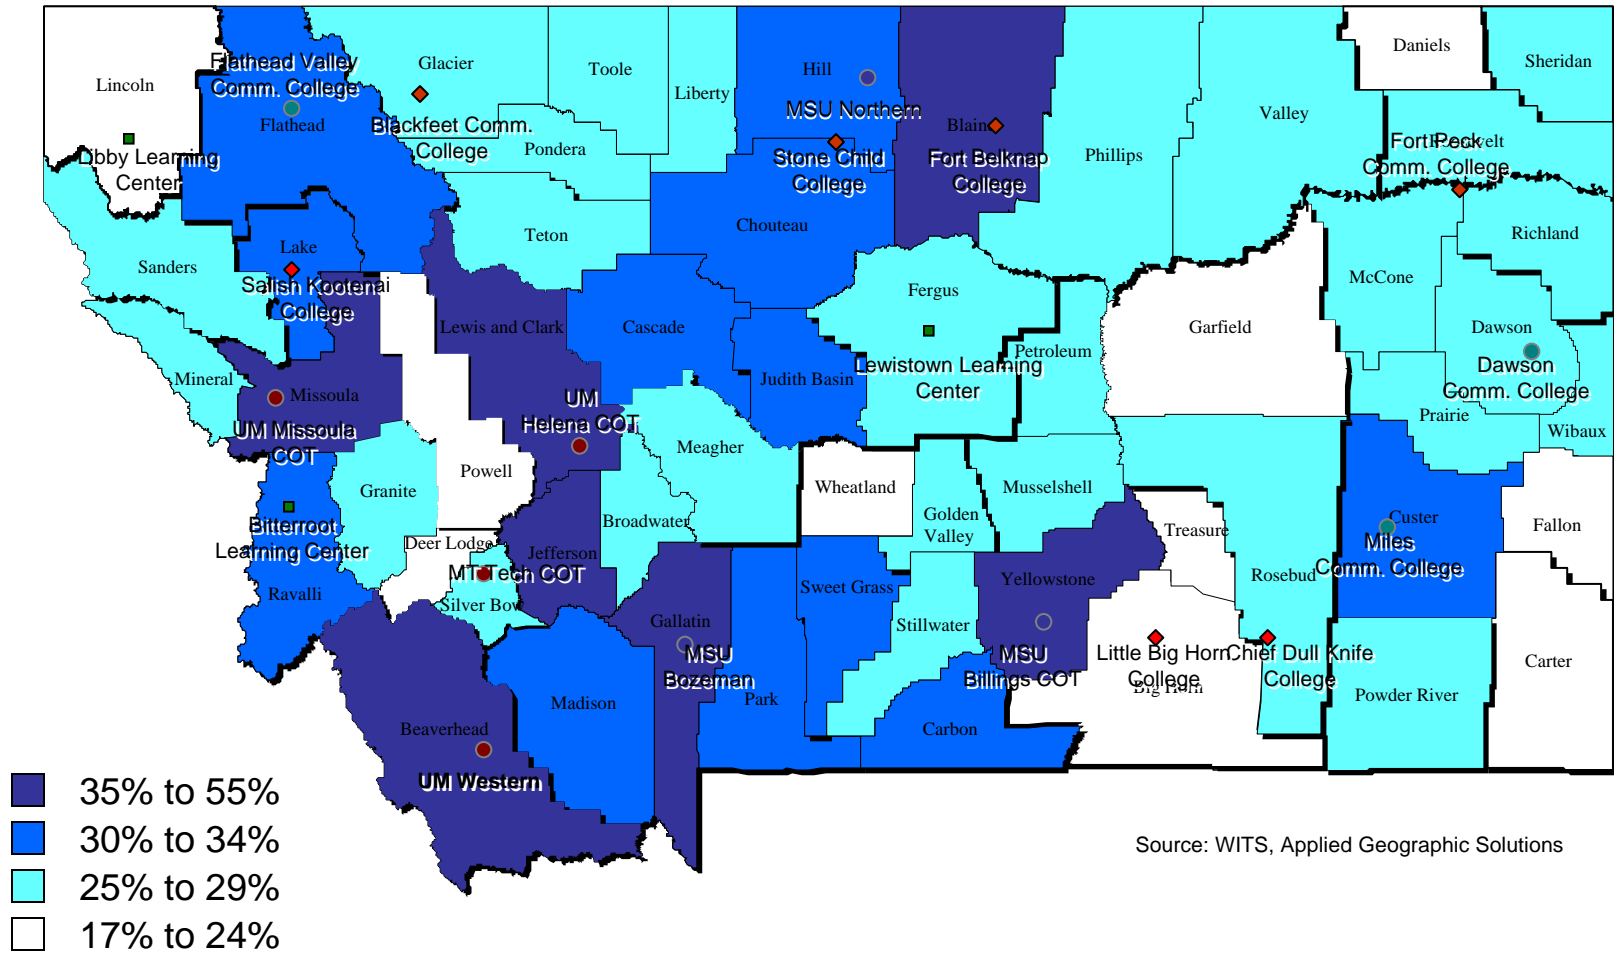 Daniels
Sheridan
Lincoln
Flathead Valley
Comm. College
Flathead
Glacier
Toole
Liberty
Hill
MSU Northern
Blaine
Phillips
Valley
Fort Peck
Comm. College
Roosevelt
Libby Learning
Center
Blackfeet Comm.
College
Pondera
Stone Child
College
Fort Belknap
College
Chouteau
Teton
Lake
Sanders
Salish Kootenai
College
Richland
McCone
Fergus
Lewis and Clark
Cascade
Garfield
Dawson
Dawson
Comm. College
Petroleum
Lewistown Learning
Center
Judith Basin
Mineral
Missoula
UM Missoula
COT
UM
Helena COT
Prairie
Wibaux
Meagher
Powell
Granite
Wheatland
Musselshell
Golden
Valley
Broadwater
Treasure
Custer
Miles
Comm. College
Fallon
Bitterroot
Learning Center
Deer Lodge
Jefferson
MT Tech COT
Silver Bow
Ravalli
Sweet Grass
Yellowstone
Rosebud
Gallatin
Stillwater
MSU
Bozeman
MSU
Billings COT
Little Big Horn
College
Big Horn
Chief Dull Knife
College
Carter
Powder River
Park
Madison
Carbon
Beaverhead
UM Western
35% to 55%
30% to 34%
25% to 29%
17% to 24%
Source: WITS, Applied Geographic Solutions